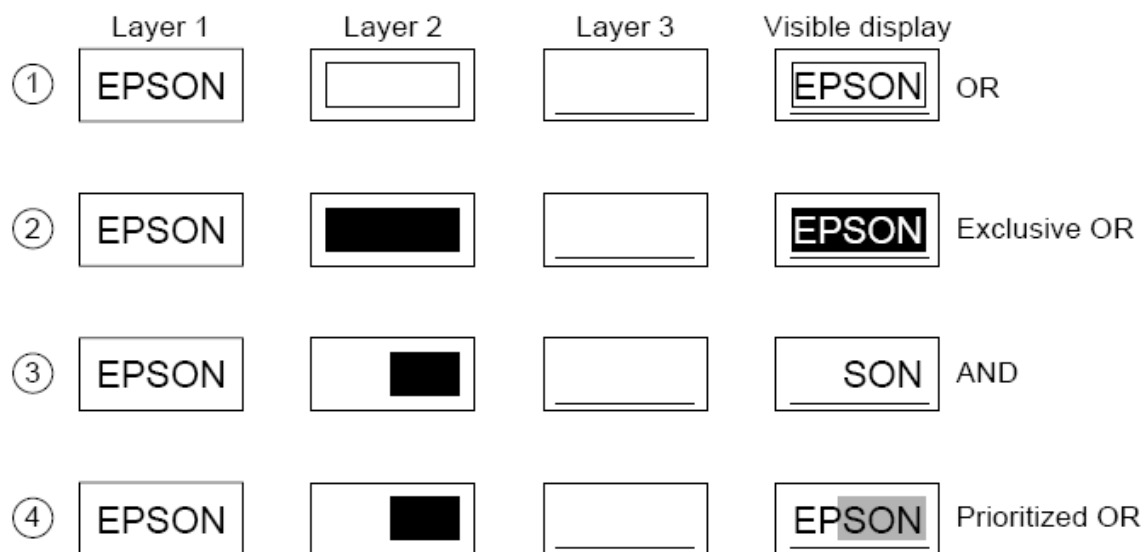 Layer 1 Layer 2 Layer 3 Visible display
1 EPSON EPSON OR
2 EPSON EPSON Exclusive OR
3 EPSON SON AND
4 EPSON EPSON Prioritized OR